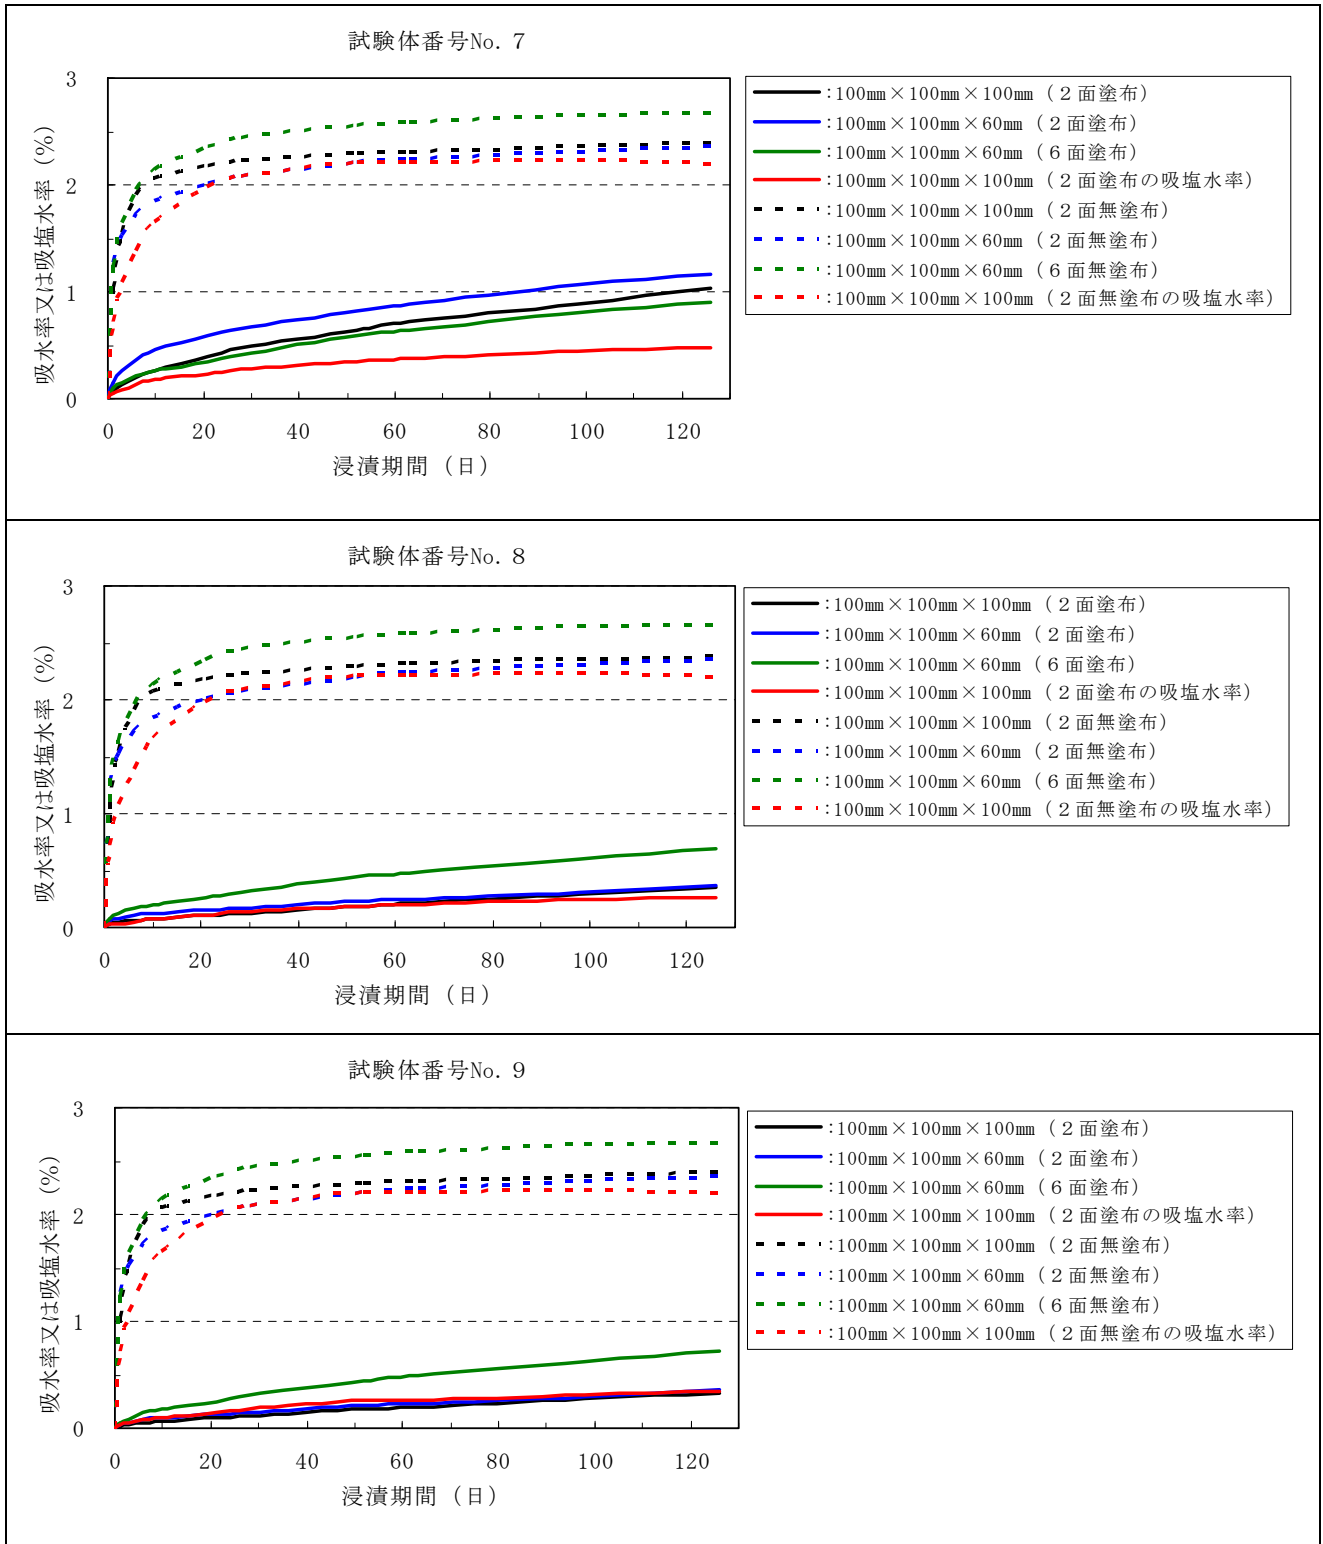 試験体番号No. 7
吸水率又は吸塩水率 (%)
3
2
1
0
0 20 40 60 80 100 120
浸漬期間 (日)
:100㎜×100㎜×100㎜ (２面塗布)
:100㎜×100㎜×60㎜ (２面塗布)
:100㎜×100㎜×60㎜ (６面塗布)
:100㎜×100㎜×100㎜ (２面塗布の吸塩水率)
:100㎜×100㎜×100㎜ (２面無塗布)
:100㎜×100㎜×60㎜ (２面無塗布)
:100㎜×100㎜×60㎜ (６面無塗布)
:100㎜×100㎜×100㎜ (２面無塗布の吸塩水率)
試験体番号No. 8
吸水率又は吸塩水率 (%)
3
2
1
0
0 20 40 60 80 100 120
浸漬期間 (日)
:100㎜×100㎜×100㎜ (２面塗布)
:100㎜×100㎜×60㎜ (２面塗布)
:100㎜×100㎜×60㎜ (６面塗布)
:100㎜×100㎜×100㎜ (２面塗布の吸塩水率)
:100㎜×100㎜×100㎜ (２面無塗布)
:100㎜×100㎜×60㎜ (２面無塗布)
:100㎜×100㎜×60㎜ (６面無塗布)
:100㎜×100㎜×100㎜ (２面無塗布の吸塩水率)
試験体番号No. 9
吸水率又は吸塩水率 (%)
3
2
1
0
0 20 40 60 80 100 120
浸漬期間 (日)
:100㎜×100㎜×100㎜ (２面塗布)
:100㎜×100㎜×60㎜ (２面塗布)
:100㎜×100㎜×60㎜ (６面塗布)
:100㎜×100㎜×100㎜ (２面塗布の吸塩水率)
:100㎜×100㎜×100㎜ (２面無塗布)
:100㎜×100㎜×60㎜ (２面無塗布)
:100㎜×100㎜×60㎜ (６面無塗布)
:100㎜×100㎜×100㎜ (２面無塗布の吸塩水率)